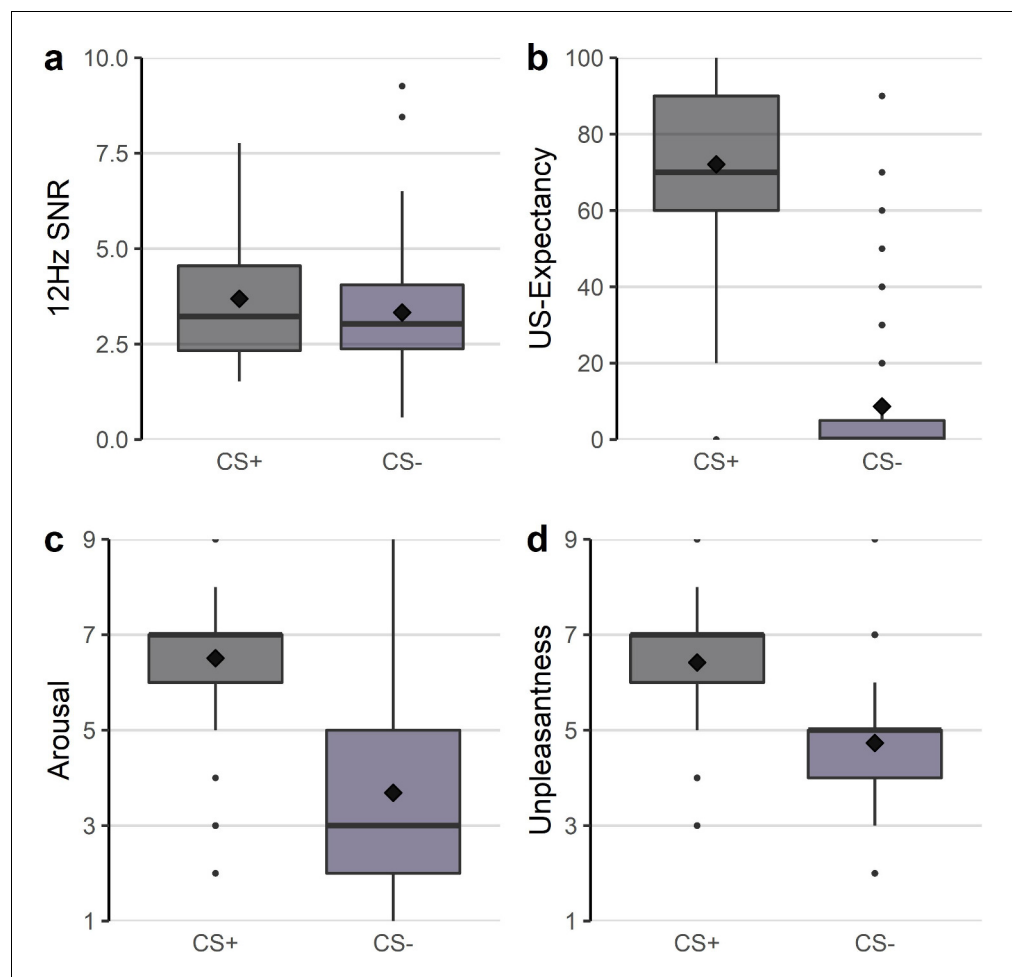 a
12Hz SNR
10.0
7.5
5.0
2.5
0.0
CS+ CS-
b
US-Expectancy
100
80
60
40
20
0
CS+ CS-
c
Arousal
9
7
5
3
1
CS+ CS-
d
Unpleasantness
9
7
5
3
1
CS+ CS-